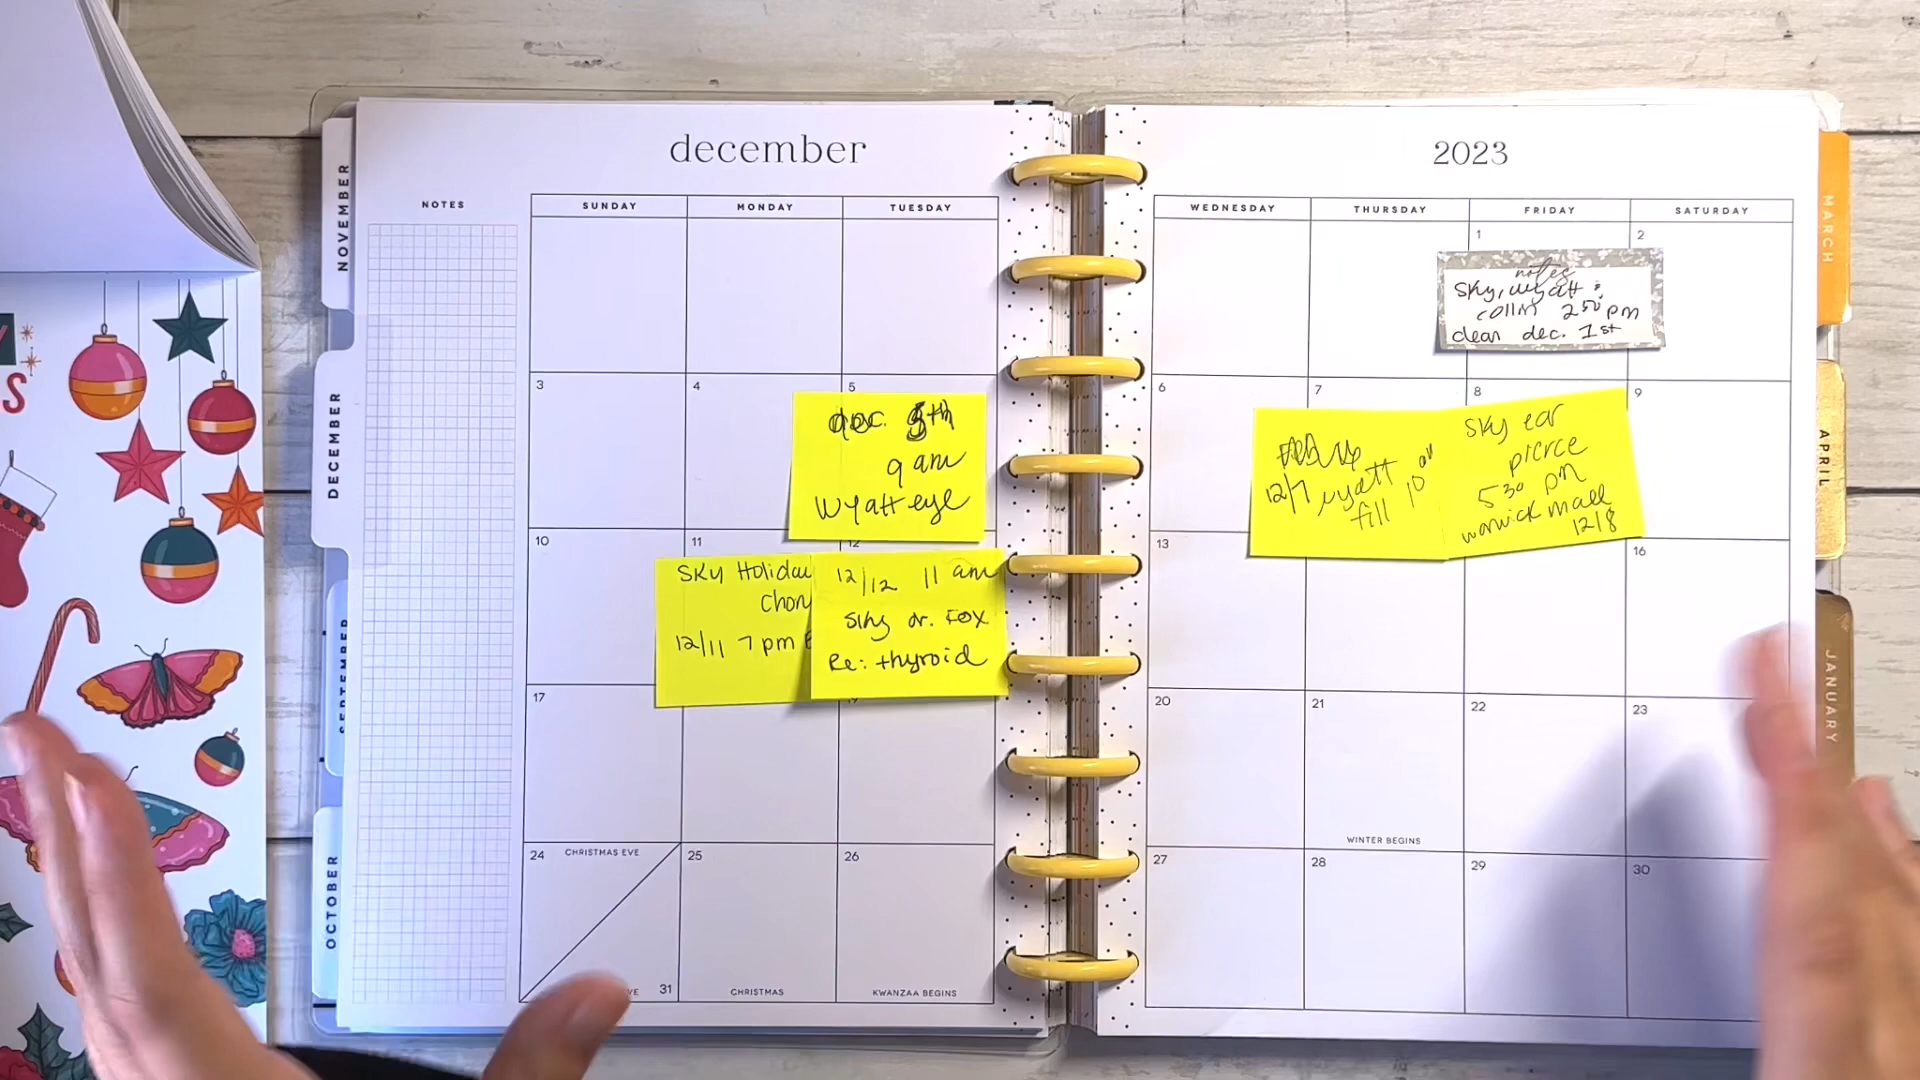 december
2023
NOTES
SUNDAY
MONDAY
TUESDAY
WEDNESDAY
THURSDAY
FRIDAY
SATURDAY
1
2
notes
Sky, wyatt :
collin 2 50 pm
clean dec. 1st
3
4
5
dec. 5th
9 am
Wyatt eye
6
7
8
9
12/7 wyatt
fill 10
Sky ear
pierce
5 30 pm
warwick mall
12/8
10
11
12
SKY Holiday
12/11 7 pm
12/12 11 am
Sky dr. Fox
Re: thyroid
13
16
17
20
21
22
23
WINTER BEGINS
24
CHRISTMAS EVE
31
25
CHRISTMAS
26
KWANZAA BEGINS
27
28
29
30
NOVEMBER
DECEMBER
SEPTEMBER
OCTOBER
MARCH
APRIL
JANUARY
S